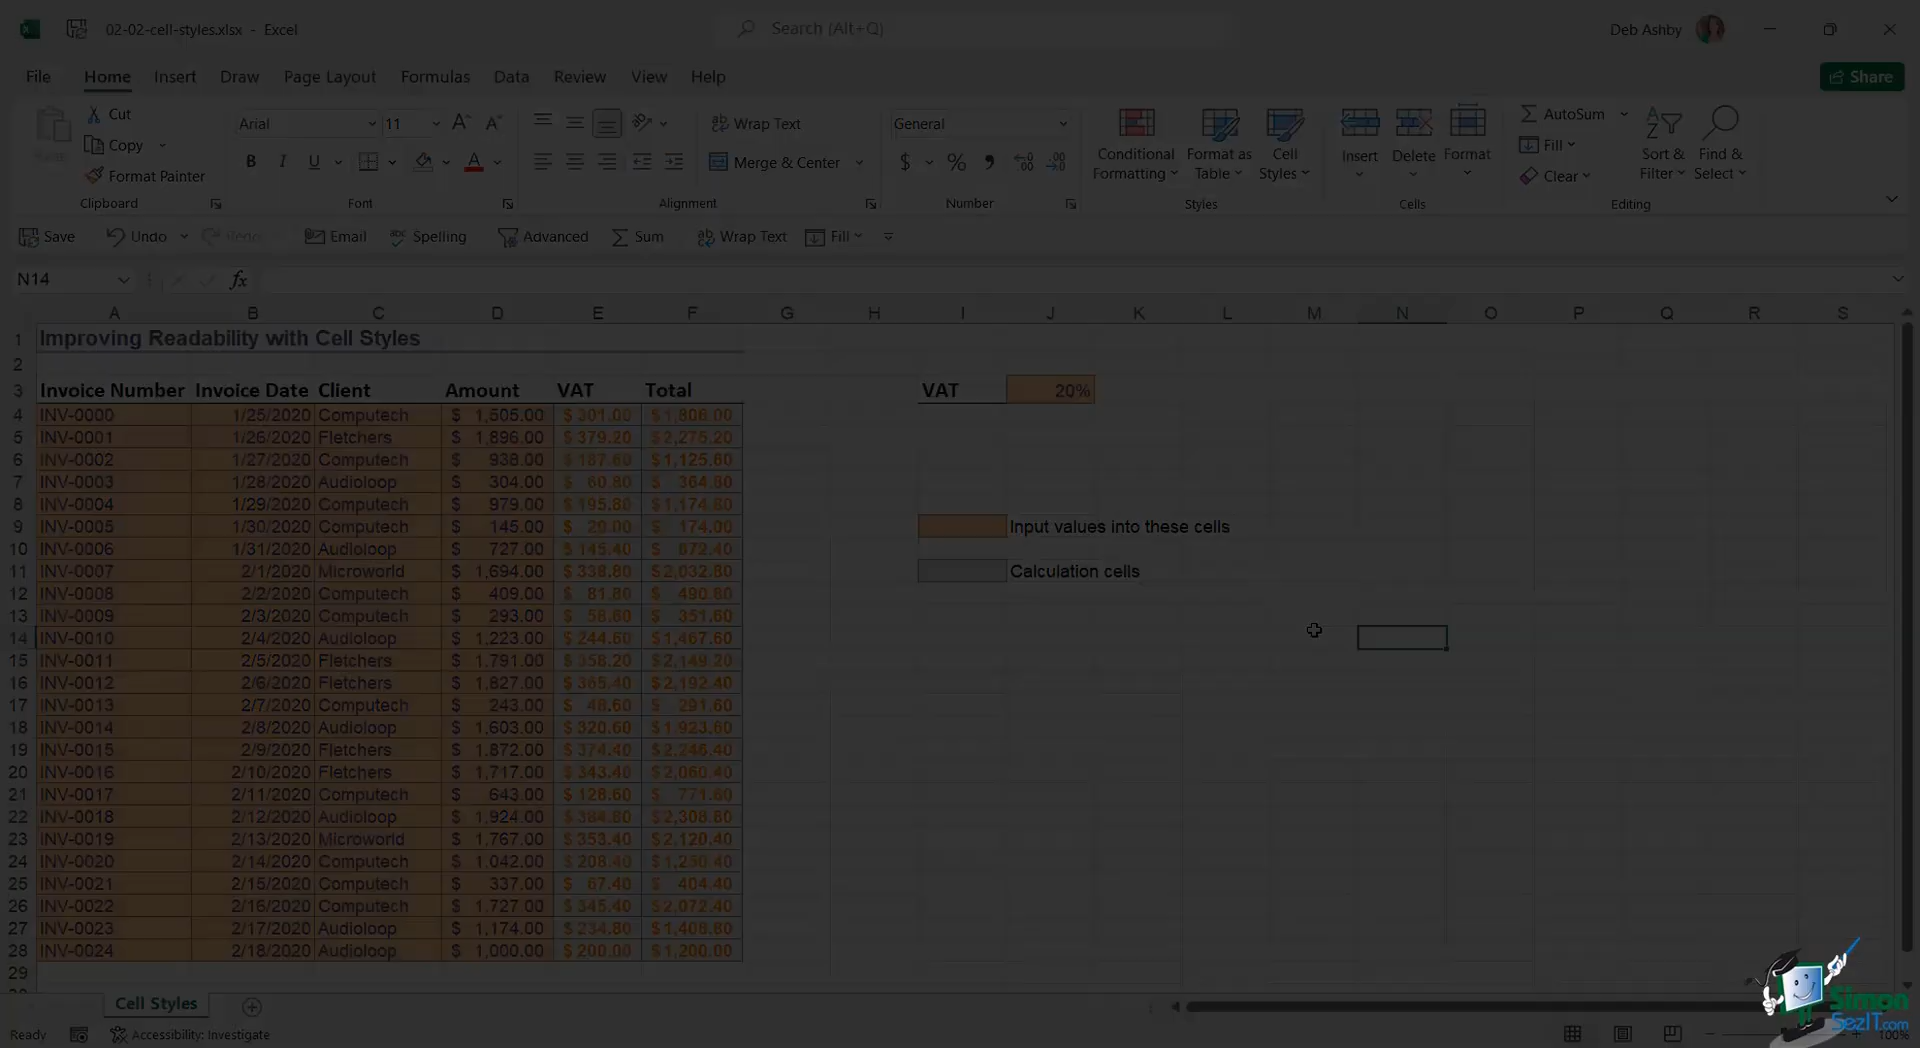 02-02-cell-styles.xlsx - Excel
Search (Alt+Q)
Deb Ashby
File Home Insert Draw Page Layout Formulas Data Review View Help
Share
Cut
Copy
Format Painter
Clipboard
Arial 11
B I U A
Font
Wrap Text
Merge & Center
Alignment
General
$ % 9
Number
Conditional Formatting
Format as Table
Cell Styles
Styles
Insert Delete Format
Cells
AutoSum
Fill
Clear
Sort & Filter
Find & Select
Editing
Save Undo Redo Email Spelling Advanced Sum Wrap Text Fill
N14 fx
A B C D E F G H I J K L M N O P Q R S
1 Improving Readability with Cell Styles
2
3 Invoice Number Invoice Date Client Amount VAT Total VAT 20%
4 INV-0000 1/25/2020 Computech $ 1,505.00 $ 301.00 $ 1,806.00
5 INV-0001 1/26/2020 Fletchers $ 1,896.00 $ 379.20 $ 2,275.20
6 INV-0002 1/27/2020 Computech $ 938.00 $ 187.60 $ 1,125.60
7 INV-0003 1/28/2020 Audioloop $ 304.00 $ 60.80 $ 364.80
8 INV-0004 1/29/2020 Computech $ 979.00 $ 195.80 $ 1,174.80
9 INV-0005 1/30/2020 Computech $ 145.00 $ 29.00 $ 174.00 Input values into these cells
10 INV-0006 1/31/2020 Audioloop $ 727.00 $ 145.40 $ 872.40
11 INV-0007 2/1/2020 Microworld $ 1,694.00 $ 338.80 $ 2,032.80 Calculation cells
12 INV-0008 2/2/2020 Computech $ 409.00 $ 81.80 $ 490.80
13 INV-0009 2/3/2020 Computech $ 293.00 $ 58.60 $ 351.60
14 INV-0010 2/4/2020 Audioloop $ 1,223.00 $ 244.60 $ 1,467.60
15 INV-0011 2/5/2020 Fletchers $ 1,791.00 $ 358.20 $ 2,149.20
16 INV-0012 2/6/2020 Fletchers $ 1,827.00 $ 365.40 $ 2,192.40
17 INV-0013 2/7/2020 Computech $ 243.00 $ 48.60 $ 291.60
18 INV-0014 2/8/2020 Audioloop $ 1,603.00 $ 320.60 $ 1,923.60
19 INV-0015 2/9/2020 Fletchers $ 1,872.00 $ 374.40 $ 2,246.40
20 INV-0016 2/10/2020 Fletchers $ 1,717.00 $ 343.40 $ 2,060.40
21 INV-0017 2/11/2020 Computech $ 643.00 $ 128.60 $ 771.60
22 INV-0018 2/12/2020 Audioloop $ 1,924.00 $ 384.80 $ 2,308.80
23 INV-0019 2/13/2020 Microworld $ 1,767.00 $ 353.40 $ 2,120.40
24 INV-0020 2/14/2020 Computech $ 1,042.00 $ 208.40 $ 1,250.40
25 INV-0021 2/15/2020 Computech $ 337.00 $ 67.40 $ 404.40
26 INV-0022 2/16/2020 Computech $ 1,727.00 $ 345.40 $ 2,072.40
27 INV-0023 2/17/2020 Audioloop $ 1,174.00 $ 234.80 $ 1,408.80
28 INV-0024 2/18/2020 Audioloop $ 1,000.00 $ 200.00 $ 1,200.00
29
Cell Styles
Ready Accessibility: Investigate
100%
Simon
SezIT.com